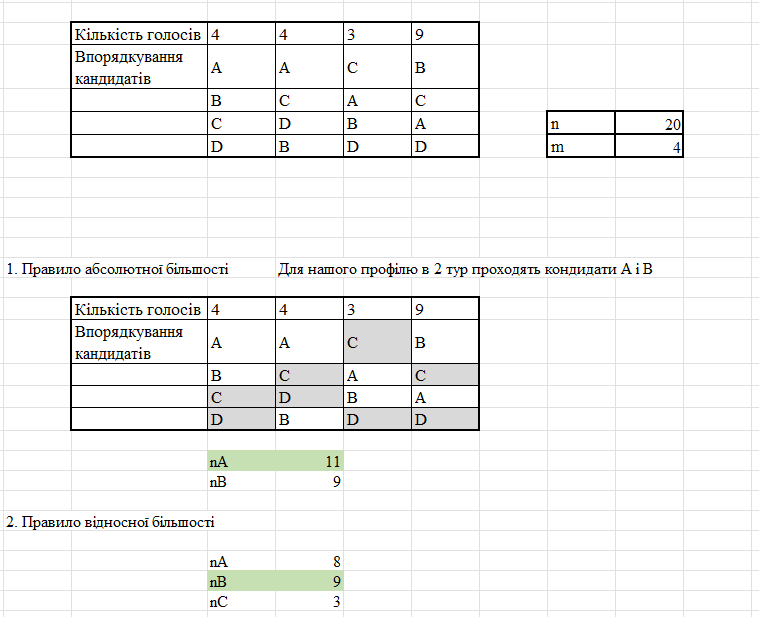 Кількість голосів 4 4 3 9
Впорядкування
кандидатів A A C B
B C A C
C D B A
D B D D
n 20
m 4
1. Правило абсолютної більшості Для нашого профілю в 2 тур проходять кондидати А і В
Кількість голосів 4 4 3 9
Впорядкування
кандидатів A A C B
B C A C
C D B A
D B D D
nA 11
nB 9
2. Правило відносної більшості
nA 8
nB 9
nC 3